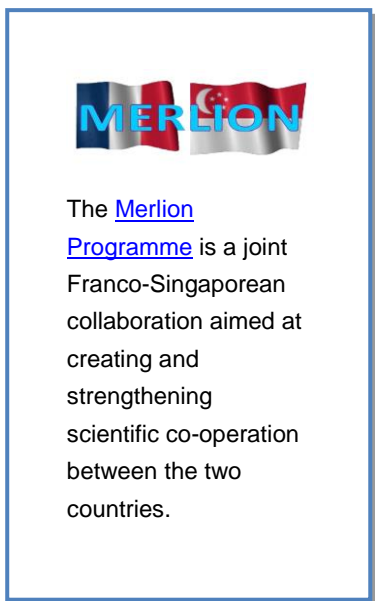 MERLION
The Merlion
Programme is a joint
Franco-Singaporean
collaboration aimed at
creating and
strengthening
scientific co-operation
between the two
countries.